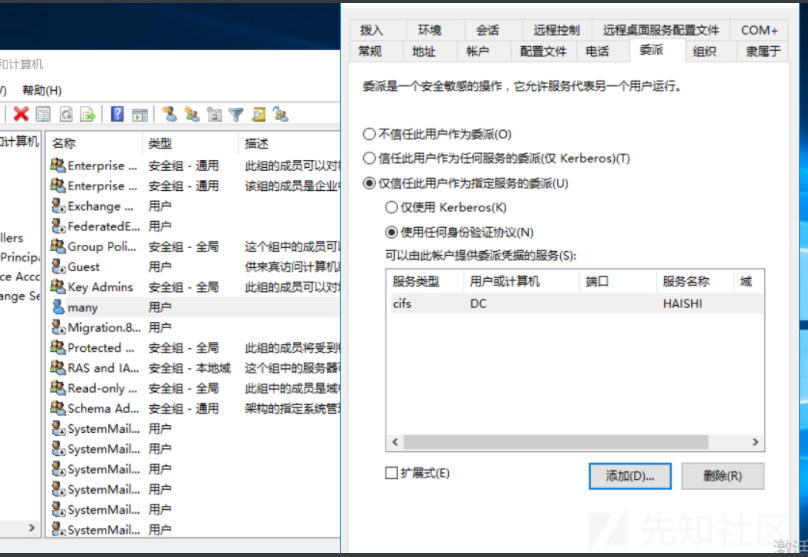 和计算机
帮助(H)
计算机
名称 类型 描述
Enterprise ... 安全组 - 通用 此组的成员可以对
Enterprise ... 安全组 - 通用 该组的成员是企业
Exchange ... 用户
FederatedE... 用户
Group Poli... 安全组 - 全局 这个组中的成员可
Guest 用户 供来宾访问计算机
Key Admins 安全组 - 全局 此组的成员可以对
many 用户
Migration.8... 用户
Protected ... 安全组 - 全局 此组的成员将受到
RAS and IA... 安全组 - 本地域 这个组中的服务器
Read-only ... 安全组 - 全局 此组中的成员是域
Schema Ad... 安全组 - 通用 架构的指定系统管
SystemMail... 用户
SystemMail... 用户
SystemMail... 用户
SystemMail... 用户
SystemMail... 用户
SystemMail... 用户
llers
Princip
ce Acc
ange Se
拨入 环境 会话 远程控制 远程桌面服务配置文件 COM+
常规 地址 帐户 配置文件 电话 委派 组织 隶属于
委派是一个安全敏感的操作，它允许服务代表另一个用户运行。
不信任此用户作为委派(O)
信任此用户作为任何服务的委派(仅 Kerberos)(T)
仅信任此用户作为指定服务的委派(U)
仅使用 Kerberos(K)
使用任何身份验证协议(N)
可以由此帐户提供委派凭据的服务(S):
服务类型 用户或计算机 端口 服务名称 域
cifs DC HAISHI
扩展式(E)
添加(D)... 删除(R)
先知社区
激活